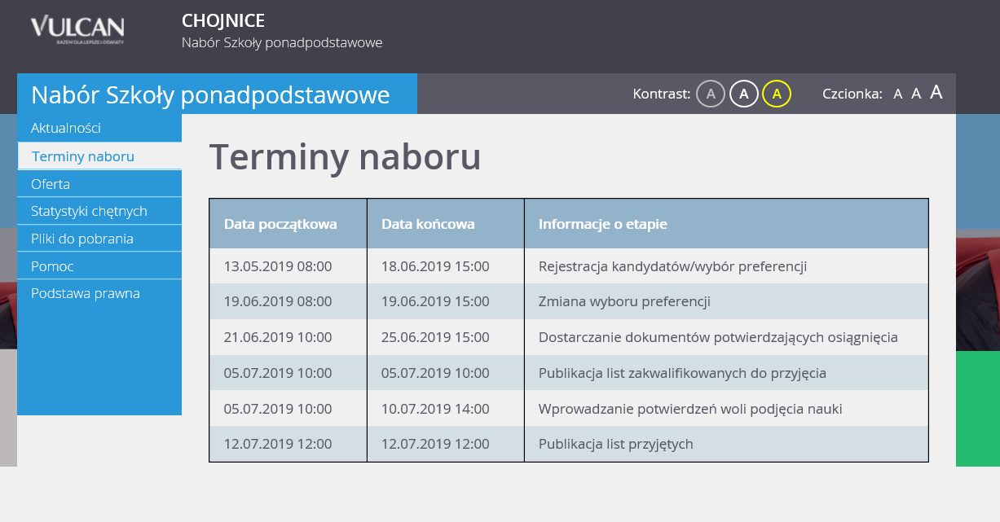 VULCAN
RAZEM DLA LEPSZEJ OŚWIATY
CHOJNICE
Nabór Szkoły ponadpodstawowe
Nabór Szkoły ponadpodstawowe
Kontrast: A A A Czcionka: A A A
Aktualności
Terminy naboru
Oferta
Statystyki chętnych
Pliki do pobrania
Pomoc
Podstawa prawna
Terminy naboru
Data początkowa Data końcowa Informacje o etapie
13.05.2019 08:00 18.06.2019 15:00 Rejestracja kandydatów/wybór preferencji
19.06.2019 08:00 19.06.2019 15:00 Zmiana wyboru preferencji
21.06.2019 10:00 25.06.2019 15:00 Dostarczanie dokumentów potwierdzających osiągnięcia
05.07.2019 10:00 05.07.2019 10:00 Publikacja list zakwalifikowanych do przyjęcia
05.07.2019 10:00 10.07.2019 14:00 Wprowadzanie potwierdzeń woli podjęcia nauki
12.07.2019 12:00 12.07.2019 12:00 Publikacja list przyjętych